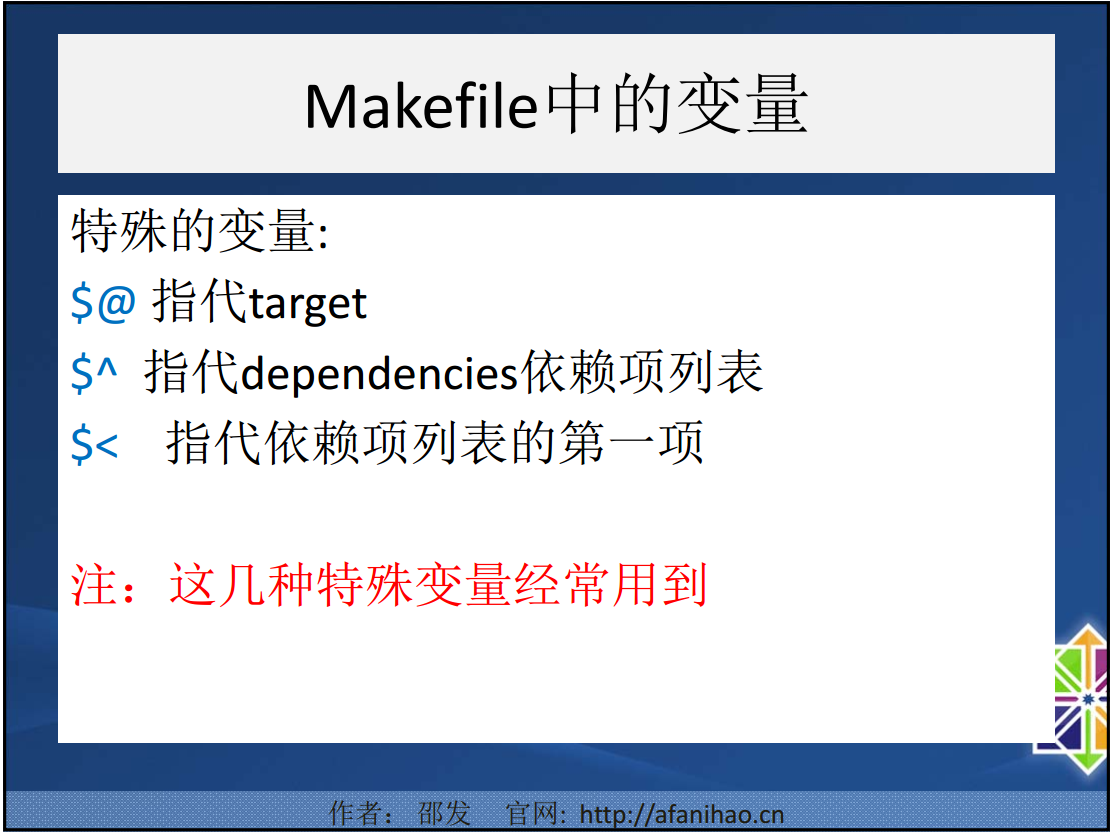 Makefile中的变量
特殊的变量:
$@ 指代target
$^ 指代dependencies依赖项列表
$< 指代依赖项列表的第一项
注：这几种特殊变量经常用到
作者： 邵发 官网: http://afanihao.cn